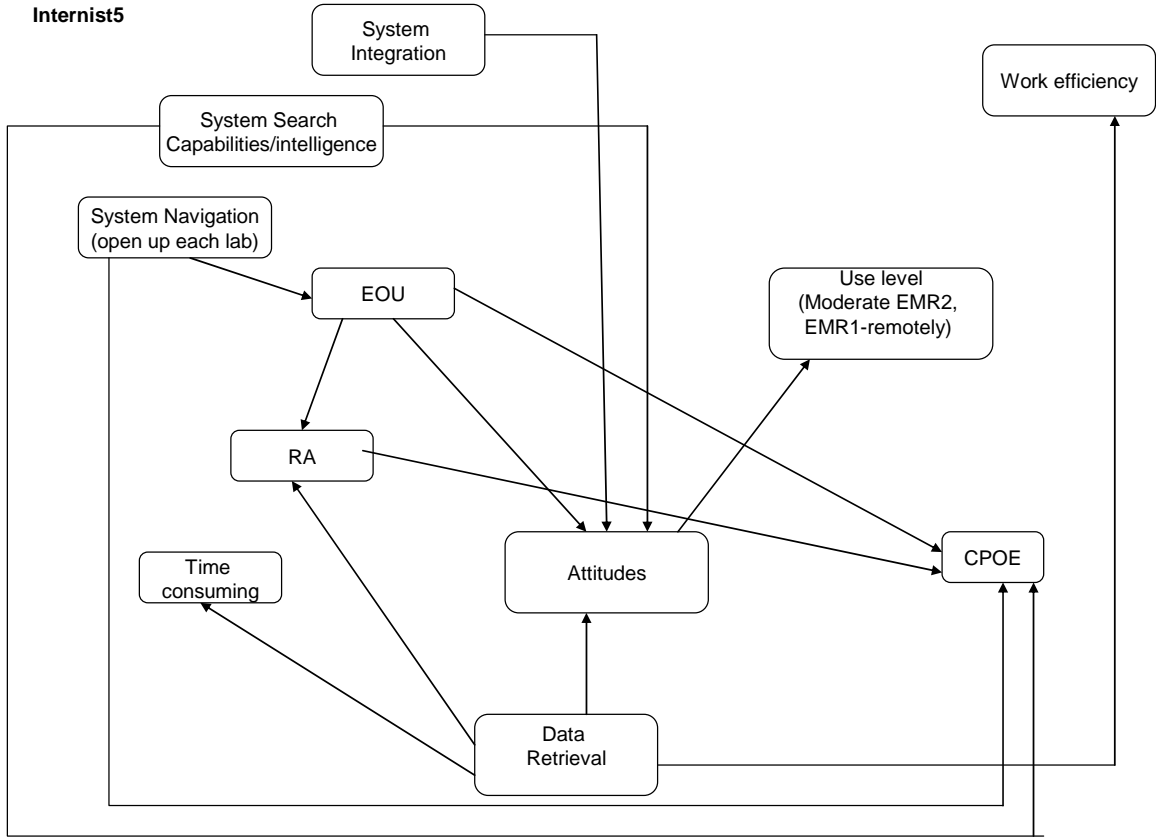 Internist5
System
Integration
Work efficiency
System Search
Capabilities/intelligence
System Navigation
(open up each lab)
EOU
Use level
(Moderate EMR2,
EMR1-remotely)
RA
Time
consuming
Attitudes
CPOE
Data
Retrieval